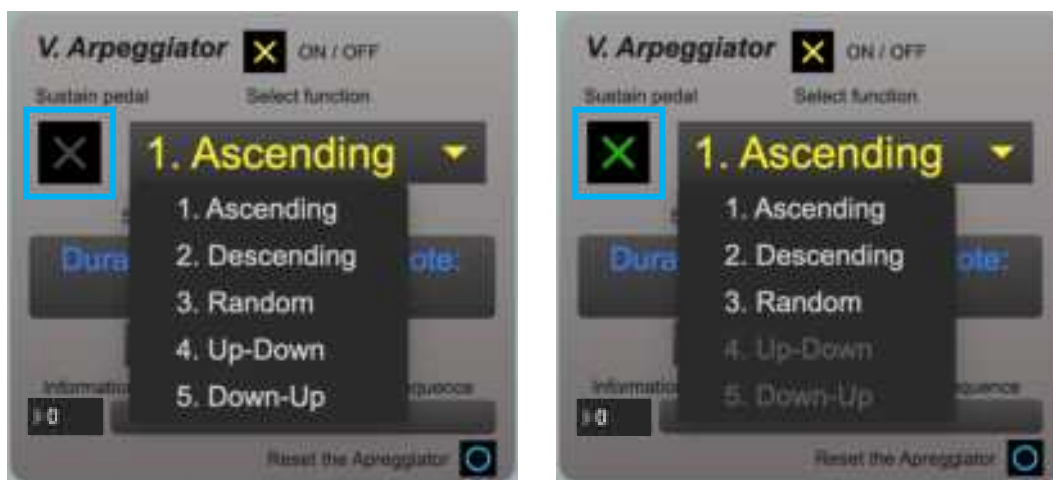 V. Arpeggiator ON / OFF
Sustain pedal Select function
1. Ascending
1. Ascending
2. Descending
3. Random
4. Up-Down
5. Down-Up
Reset the Apreggiator
V. Arpeggiator ON / OFF
Sustain pedal Select function
1. Ascending
1. Ascending
2. Descending
3. Random
4. Up-Down
5. Down-Up
Reset the Apreggiator